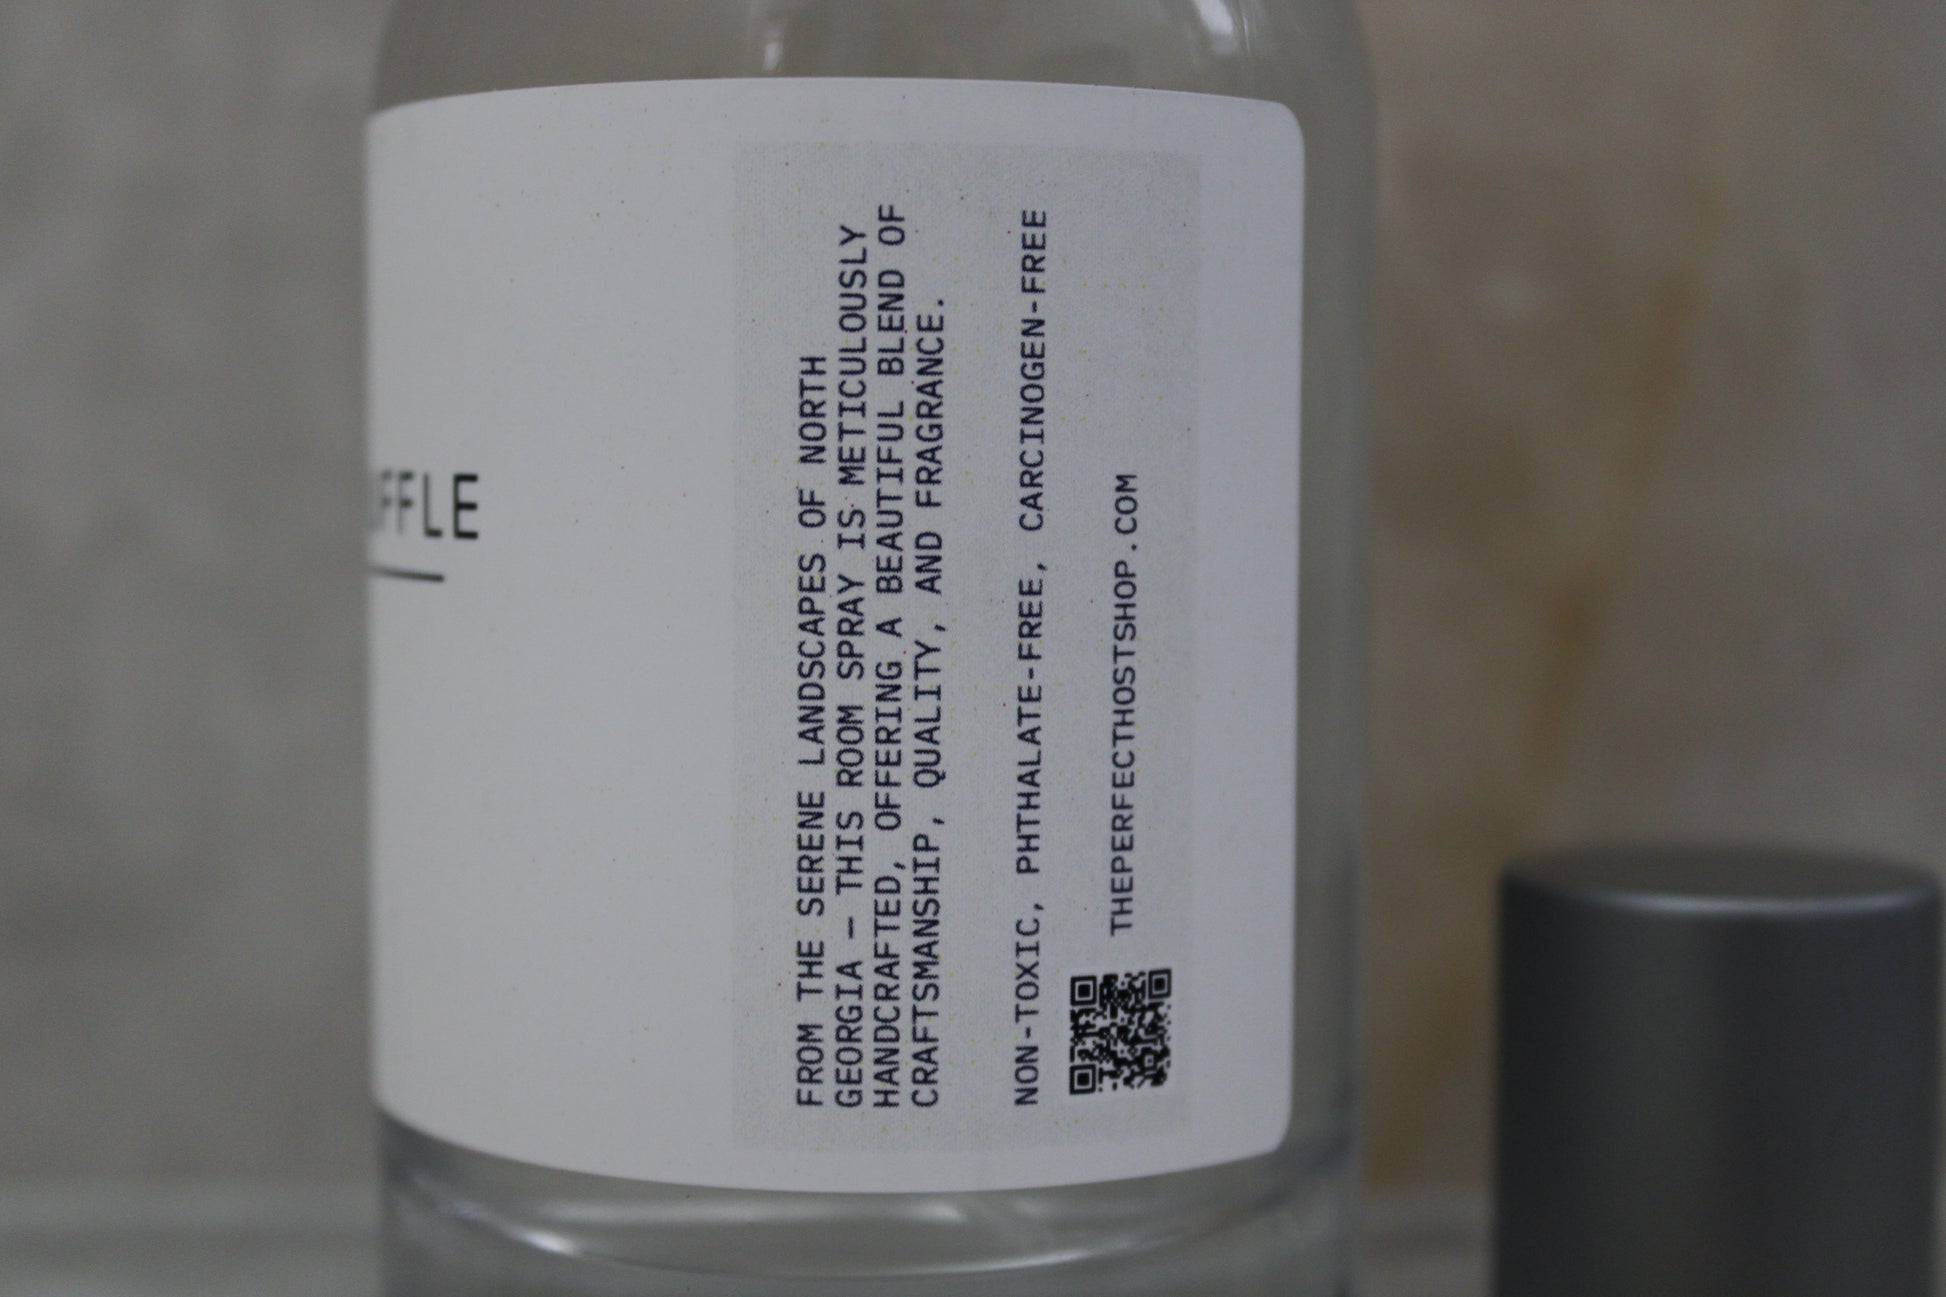 FROM THE SERENE LANDSCAPES OF NORTH
GEORGIA — THIS ROOM SPRAY IS METICULOUSLY
HANDCRAFTED, OFFERING A BEAUTIFUL BLEND OF
CRAFTSMANSHIP, QUALITY, AND FRAGRANCE.
NON-TOXIC, PHTHALATE-FREE, CARCINOGEN-FREE
THEPERFECTHOSTSHOP.COM